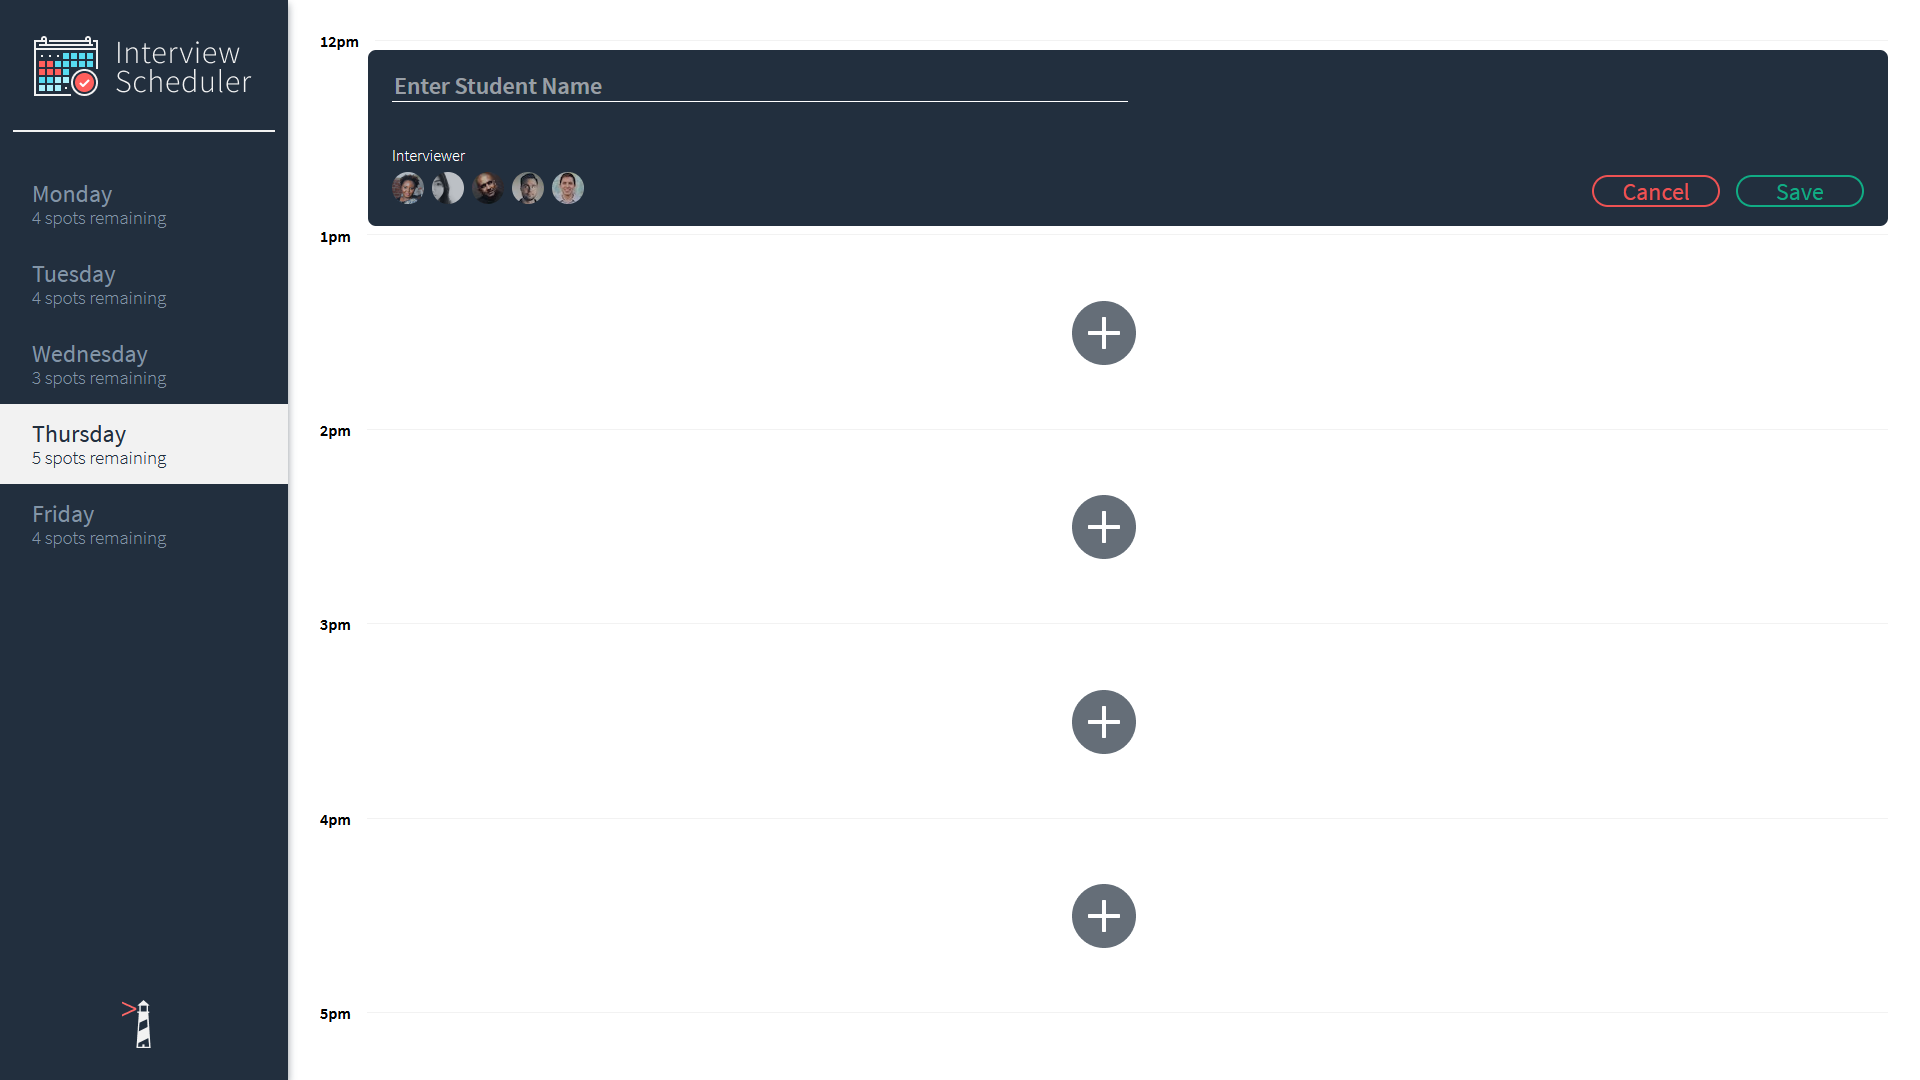 Interview
Scheduler
Monday
4 spots remaining
Tuesday
4 spots remaining
Wednesday
3 spots remaining
Thursday
5 spots remaining
Friday
4 spots remaining
12pm
Enter Student Name
Interviewer
Cancel
Save
1pm
2pm
3pm
4pm
5pm